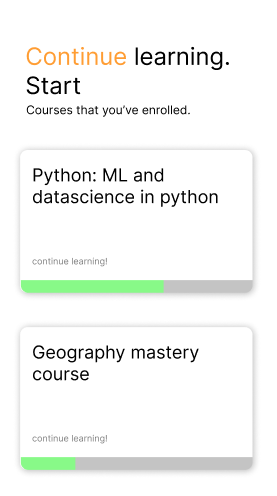 Continue learning.
Start
Courses that you’ve enrolled.
Python: ML and
datascience in python
continue learning!
Geography mastery
course
continue learning!